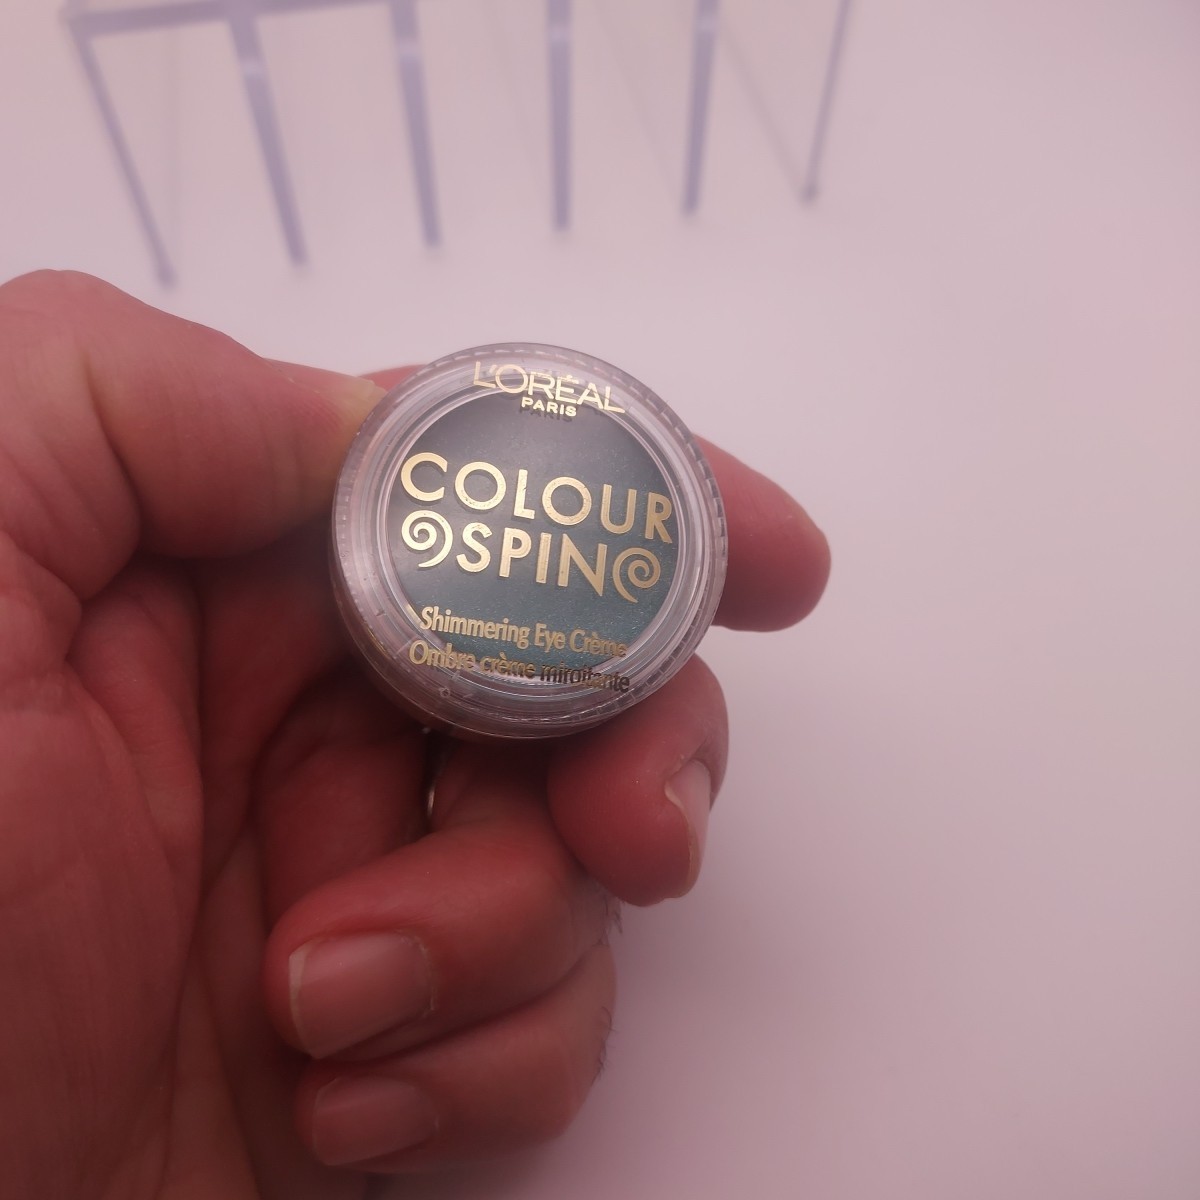 L'ORÉAL
PARIS
COLOUR
SPIN
Shimmering Eye Crème
Ombre crème miroitante